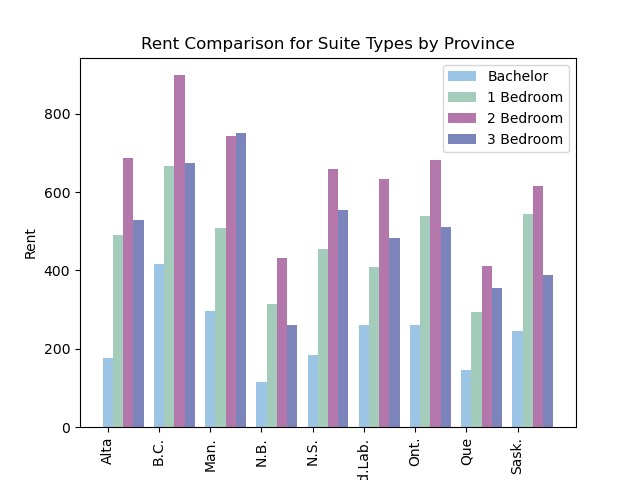 Rent Comparison for Suite Types by Province
Bachelor
1 Bedroom
2 Bedroom
3 Bedroom
Rent
800
600
400
200
0
Alta
B.C.
Man.
N.B.
N.S.
d.Lab.
Ont.
Que
Sask.